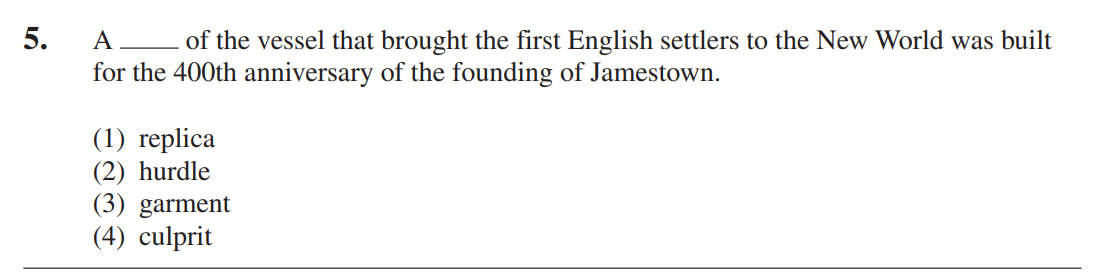 5. A ____ of the vessel that brought the first English settlers to the New World was built
for the 400th anniversary of the founding of Jamestown.
(1) replica
(2) hurdle
(3) garment
(4) culprit